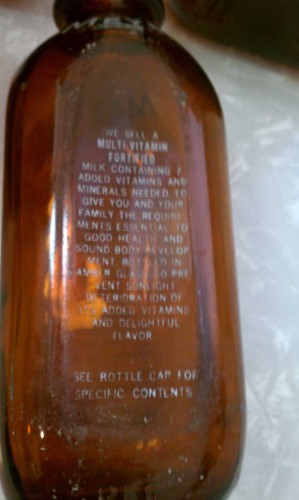 WE SELL A
MULTI-VITAMIN
FORTIFIED
MILK CONTAINING 7
ADDED VITAMINS AND
MINERALS NEEDED TO
GIVE YOU AND YOUR
FAMILY THE REQUIRE
MENTS ESSENTIAL TO
GOOD HEALTH AND
SOUND BODY DEVELOP
MENT BOTTLED IN
AMBER GLASS TO PRE
VENT SUNLIGHT
DETERIORATION OF
ITS ADDED VITAMINS
AND DELIGHTFUL
FLAVOR
SEE BOTTLE CAP FOR
SPECIFIC CONTENTS